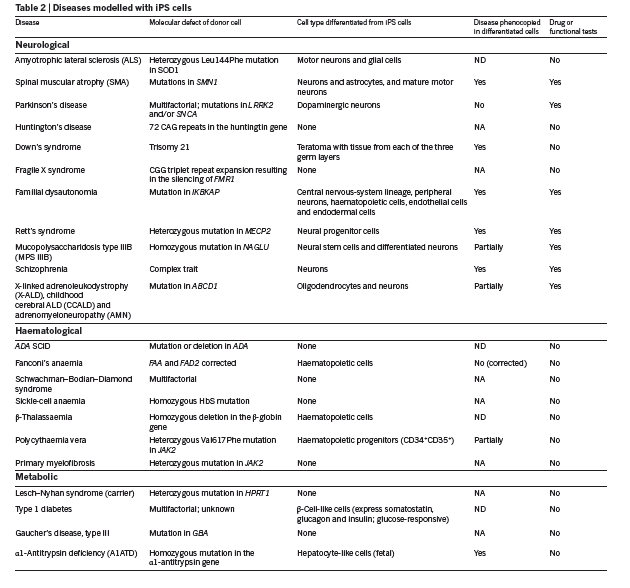 Table 2 | Diseases modelled with iPS cells
Disease Molecular defect of donor cell Cell type differentiated from iPS cells Disease phenocopied in differentiated cells Drug or functional tests
Neurological
Amyotrophic lateral sclerosis (ALS) Heterozygous Leu144Phe mutation in SOD1 Motor neurons and glial cells ND No
Spinal muscular atrophy (SMA) Mutations in SMN1 Neurons and astrocytes, and mature motor neurons Yes Yes
Parkinson's disease Multifactorial; mutations in LRRK2 and/or SNCA Dopaminergic neurons No Yes
Huntington's disease 72 CAG repeats in the huntingtin gene None NA No
Down's syndrome Trisomy 21 Teratoma with tissue from each of the three germ layers Yes No
Fragile X syndrome CGG triplet repeat expansion resulting in the silencing of FMR1 None NA No
Familial dysautonomia Mutation in IKBKAP Central nervous-system lineage, peripheral neurons, haematopoietic cells, endothelial cells and endodermal cells Yes Yes
Rett's syndrome Heterozygous mutation in MECP2 Neural progenitor cells Yes Yes
Mucopolysaccharidosis type IIIB (MPS IIIB) Homozygous mutation in NAGLU Neural stem cells and differentiated neurons Partially Yes
Schizophrenia Complex trait Neurons Yes Yes
X-linked adrenoleukodystrophy (X-ALD), childhood cerebral ALD (CCALD) and adrenomyeloneuropathy (AMN) Mutation in ABCD1 Oligodendrocytes and neurons Partially Yes
Haematological
ADA SCID Mutation or deletion in ADA None ND No
Fanconi's anaemia FAA and FAD2 corrected Haematopoietic cells No (corrected) No
Schwachman–Bodian–Diamond syndrome Multifactorial None NA No
Sickle-cell anaemia Homozygous HbS mutation None NA No
β-Thalassaemia Homozygous deletion in the β-globin gene Haematopoietic cells ND No
Polycythaemia vera Heterozygous Val617Phe mutation in JAK2 Haematopoietic progenitors (CD34⁺CD35⁺) Partially No
Primary myelofibrosis Heterozygous mutation in JAK2 None NA No
Metabolic
Lesch–Nyhan syndrome (carrier) Heterozygous mutation in HPRT1 None NA No
Type 1 diabetes Multifactorial; unknown β-Cell-like cells (express somatostatin, glucagon and insulin; glucose-responsive) ND No
Gaucher's disease, type III Mutation in GBA None NA No
α1-Antitrypsin deficiency (A1ATD) Homozygous mutation in the α1-antitrypsin gene Hepatocyte-like cells (fetal) Yes No